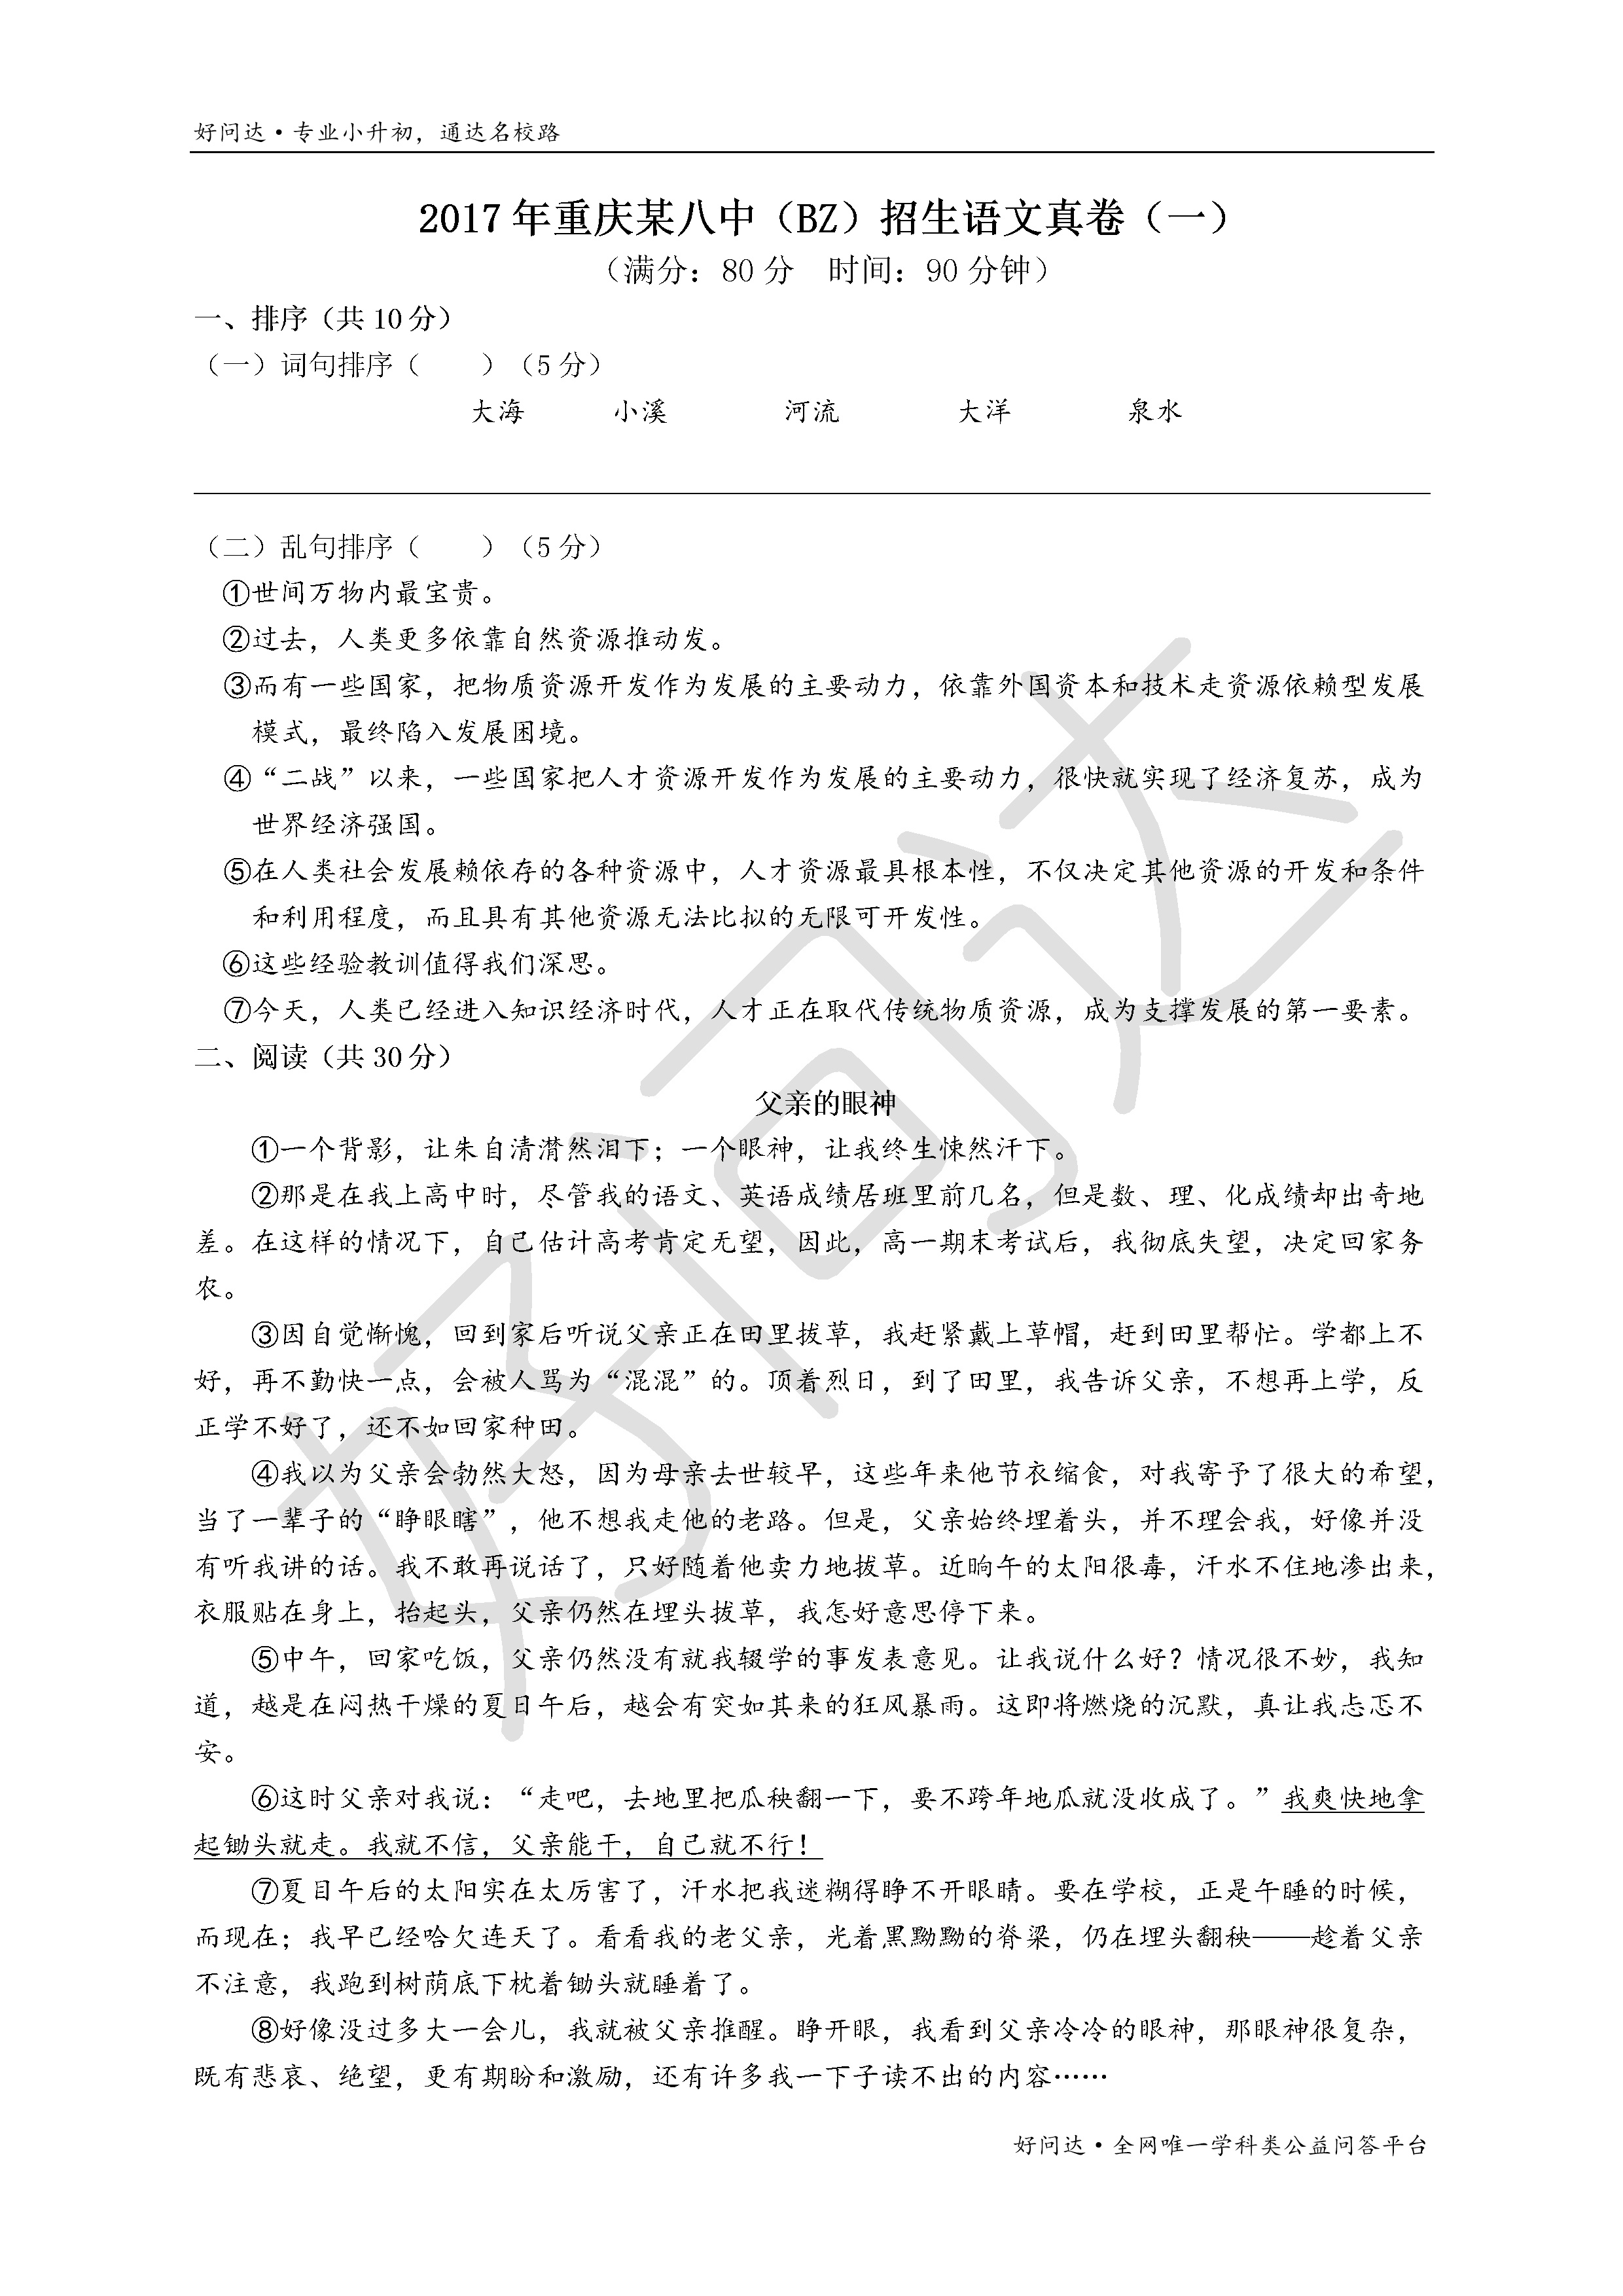 好问达·专业小升初，通达名校路
2017 年重庆某八中（BZ）招生语文真卷（一）
（满分：80 分　时间：90 分钟）
一、排序（共 10 分）
（一）词句排序（　　）（5 分）
大海　小溪　河流　大洋　泉水
（二）乱句排序（　　）（5 分）
①世间万物内最宝贵。
②过去，人类更多依靠自然资源推动发。
③而有一些国家，把物质资源开发作为发展的主要动力，依靠外国资本和技术走资源依赖型发展
模式，最终陷入发展困境。
④“二战”以来，一些国家把人才资源开发作为发展的主要动力，很快就实现了经济复苏，成为
世界经济强国。
⑤在人类社会发展赖依存的各种资源中，人才资源最具根本性，不仅决定其他资源的开发和条件
和利用程度，而且具有其他资源无法比拟的无限可开发性。
⑥这些经验教训值得我们深思。
⑦今天，人类已经进入知识经济时代，人才正在取代传统物质资源，成为支撑发展的第一要素。
二、阅读（共 30 分）
父亲的眼神
①一个背影，让朱自清潸然泪下；一个眼神，让我终生悚然汗下。
②那是在我上高中时，尽管我的语文、英语成绩居班里前几名，但是数、理、化成绩却出奇地
差。在这样的情况下，自己估计高考肯定无望，因此，高一期末考试后，我彻底失望，决定回家务
农。
③因自觉惭愧，回到家后听说父亲正在田里拔草，我赶紧戴上草帽，赶到田里帮忙。学都上不
好，再不勤快一点，会被人骂为“混混”的。顶着烈日，到了田里，我告诉父亲，不想再上学，反
正学不好了，还不如回家种田。
④我以为父亲会勃然大怒，因为母亲去世较早，这些年来他节衣缩食，对我寄予了很大的希望，
当了一辈子的“睁眼瞎”，他不想我走他的老路。但是，父亲始终埋着头，并不理会我，好像并没
有听我讲的话。我不敢再说话了，只好随着他卖力地拔草。近晌午的太阳很毒，汗水不住地渗出来，
衣服贴在身上，抬起头，父亲仍然在埋头拔草，我怎好意思停下来。
⑤中午，回家吃饭，父亲仍然没有就我辍学的事发表意见。让我说什么好？情况很不妙，我知
道，越是在闷热干燥的夏日午后，越会有突如其来的狂风暴雨。这即将燃烧的沉默，真让我忐忑不
安。
⑥这时父亲对我说：“走吧，去地里把瓜秧翻一下，要不跨年地瓜就没收成了。”我爽快地拿
起锄头就走。我就不信，父亲能干，自己就不行！
⑦夏日午后的太阳实在太厉害了，汗水把我迷糊得睁不开眼睛。要在学校，正是午睡的时候，
而现在；我早已经哈欠连天了。看看我的老父亲，光着黑黝黝的脊梁，仍在埋头翻秧——趁着父亲
不注意，我跑到树荫底下枕着锄头就睡着了。
⑧好像没过多大一会儿，我就被父亲推醒。睁开眼，我看到父亲冷冷的眼神，那眼神很复杂，
既有悲哀、绝望，更有期盼和激励，还有许多我一下子读不出的内容……
好问达·全网唯一学科类公益问答平台
好问达